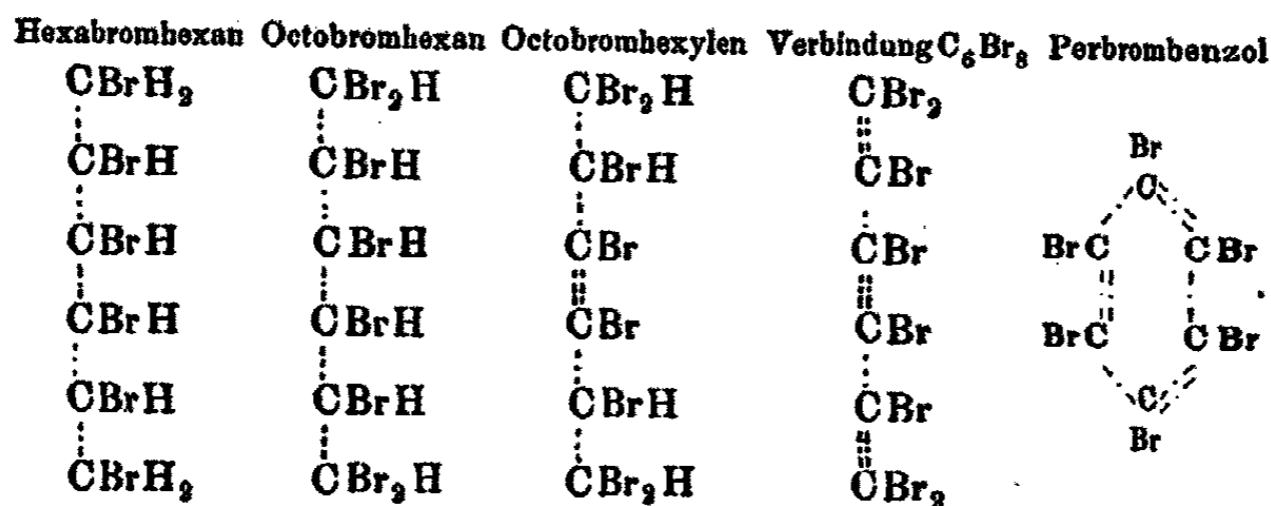 Hexabromhexan Octobromhexan Octobromhexylen Verbindung C₆Br₈ Perbrombenzol
CBrH₂ CBr₂H CBr₂H CBr₂
Br
CBrH CBrH CBrH CBr
C
CBrH CBrH CBr CBr BrC CBr
CBrH CBrH CBr CBr BrC CBr
CBrH CBrH CBrH CBr C
Br
CBrH₂ CBr₂H CBr₂H CBr₂